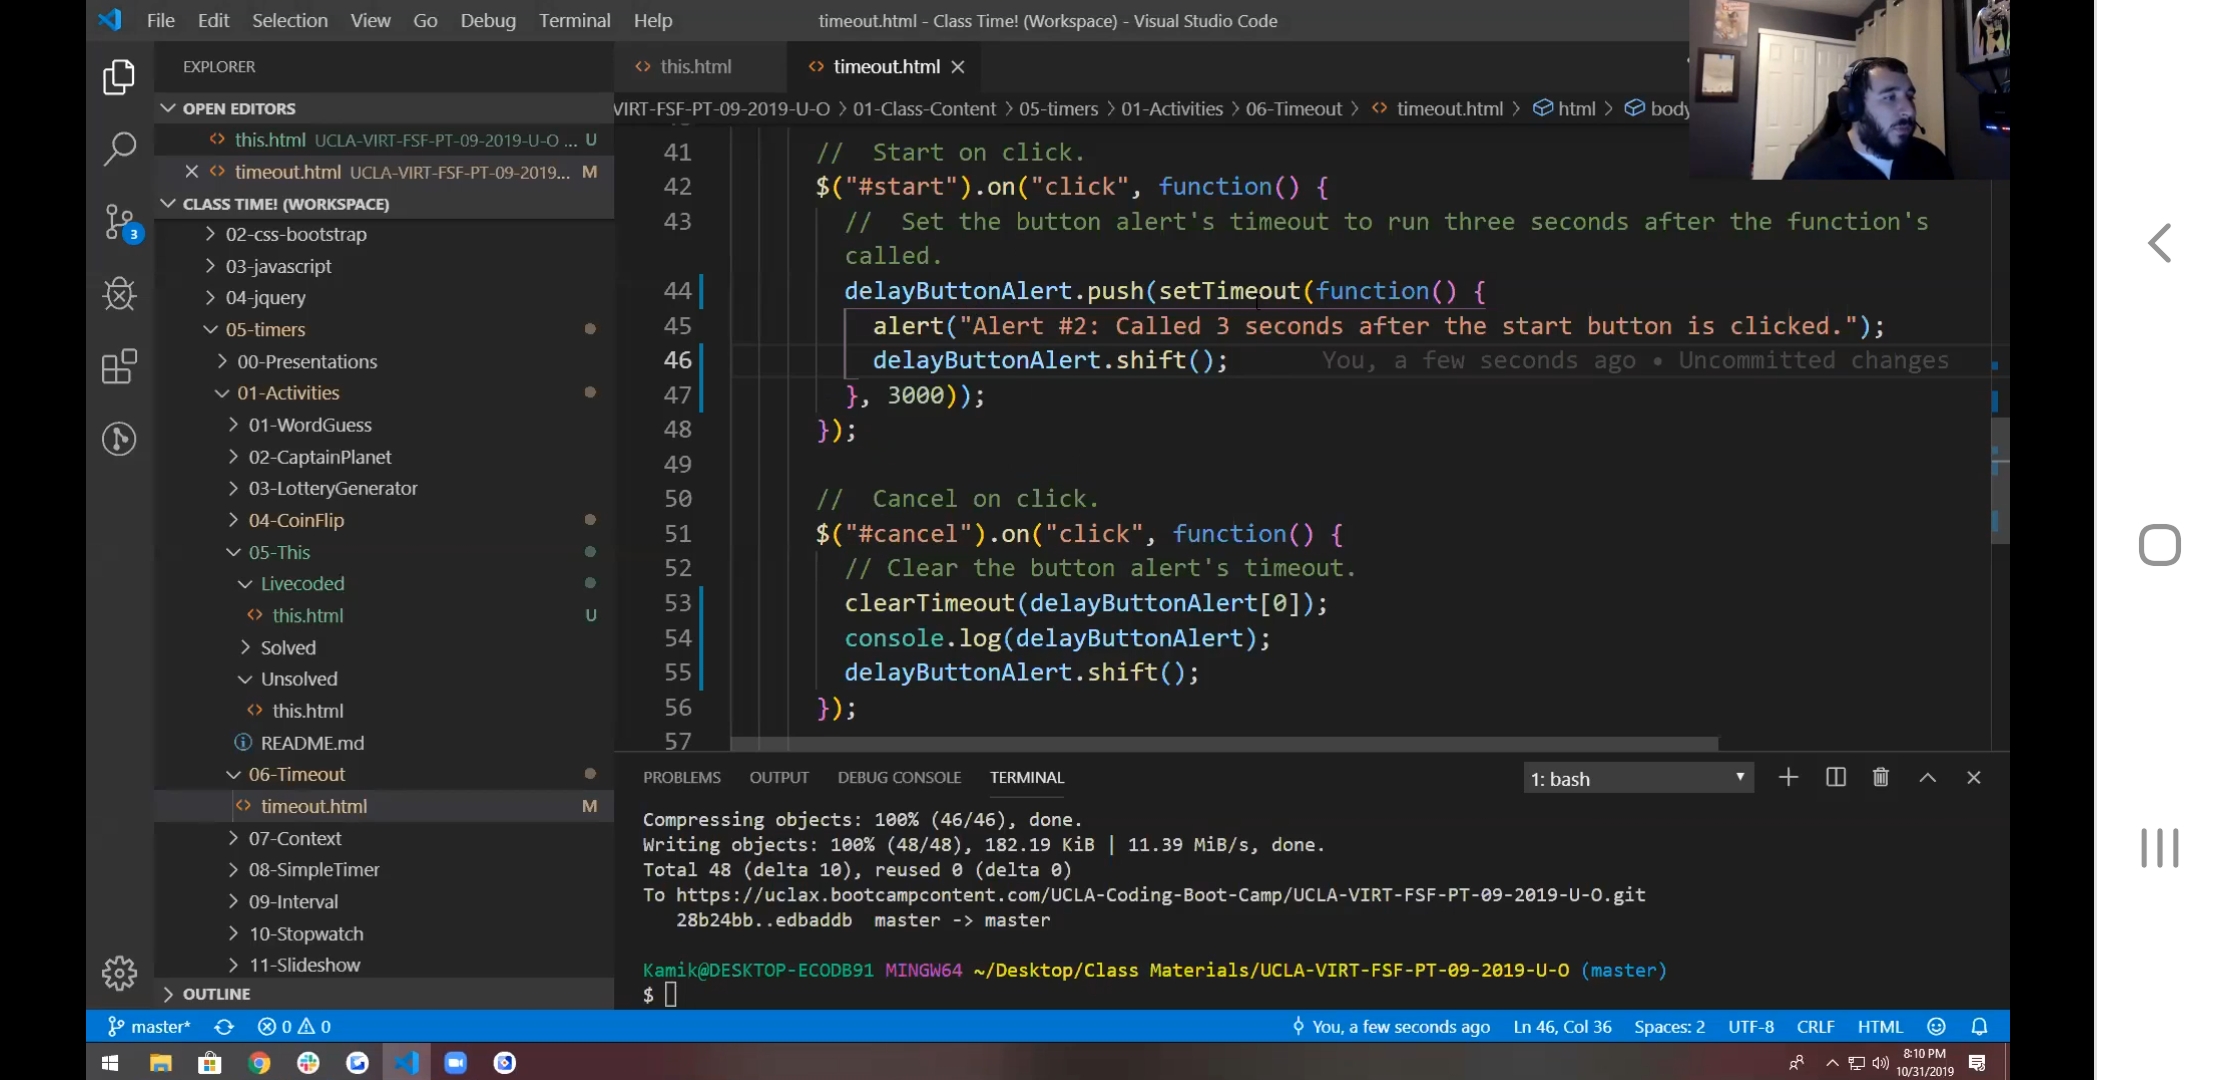 File Edit Selection View Go Debug Terminal Help
timeout.html - Class Time! (Workspace) - Visual Studio Code
EXPLORER
OPEN EDITORS
this.html UCLA-VIRT-FSF-PT-09-2019-U-O ... U
timeout.html UCLA-VIRT-FSF-PT-09-2019... M
CLASS TIME! (WORKSPACE)
02-css-bootstrap
03-javascript
04-jquery
05-timers
00-Presentations
01-Activities
01-WordGuess
02-CaptainPlanet
03-LotteryGenerator
04-CoinFlip
05-This
Livecoded
this.html U
Solved
Unsolved
this.html
README.md
06-Timeout
timeout.html M
07-Context
08-SimpleTimer
09-Interval
10-Stopwatch
11-Slideshow
OUTLINE
3
this.html timeout.html
VIRT-FSF-PT-09-2019-U-O > 01-Class-Content > 05-timers > 01-Activities > 06-Timeout > timeout.html > html > body
41 // Start on click.
42 $("#start").on("click", function() {
43 // Set the button alert's timeout to run three seconds after the function's
called.
44 delayButtonAlert.push(setTimeout(function() {
45 alert("Alert #2: Called 3 seconds after the start button is clicked.");
46 delayButtonAlert.shift(); You, a few seconds ago • Uncommitted changes
47 }, 3000));
48 });
49
50 // Cancel on click.
51 $("#cancel").on("click", function() {
52 // Clear the button alert's timeout.
53 clearTimeout(delayButtonAlert[0]);
54 console.log(delayButtonAlert);
55 delayButtonAlert.shift();
56 });
57
PROBLEMS OUTPUT DEBUG CONSOLE TERMINAL 1: bash
Compressing objects: 100% (46/46), done.
Writing objects: 100% (48/48), 182.19 KiB | 11.39 MiB/s, done.
Total 48 (delta 10), reused 0 (delta 0)
To https://uclax.bootcampcontent.com/UCLA-Coding-Boot-Camp/UCLA-VIRT-FSF-PT-09-2019-U-O.git
28b24bb..edbaddb master -> master
Kamik@DESKTOP-ECODB91 MINGW64 ~/Desktop/Class Materials/UCLA-VIRT-FSF-PT-09-2019-U-O (master)
$
master* 0 0 You, a few seconds ago Ln 46, Col 36 Spaces: 2 UTF-8 CRLF HTML
8:10 PM
10/31/2019